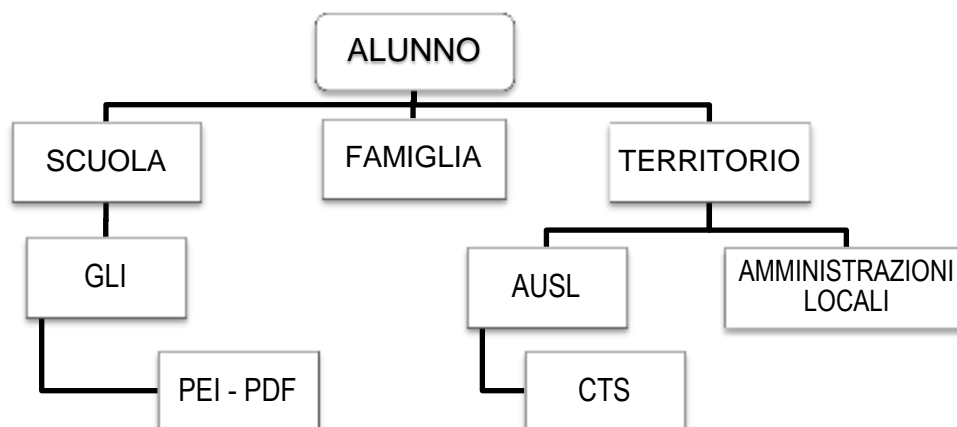 ALUNNO
SCUOLA
FAMIGLIA
TERRITORIO
GLI
AUSL
AMMINISTRAZIONI
LOCALI
PEI - PDF
CTS